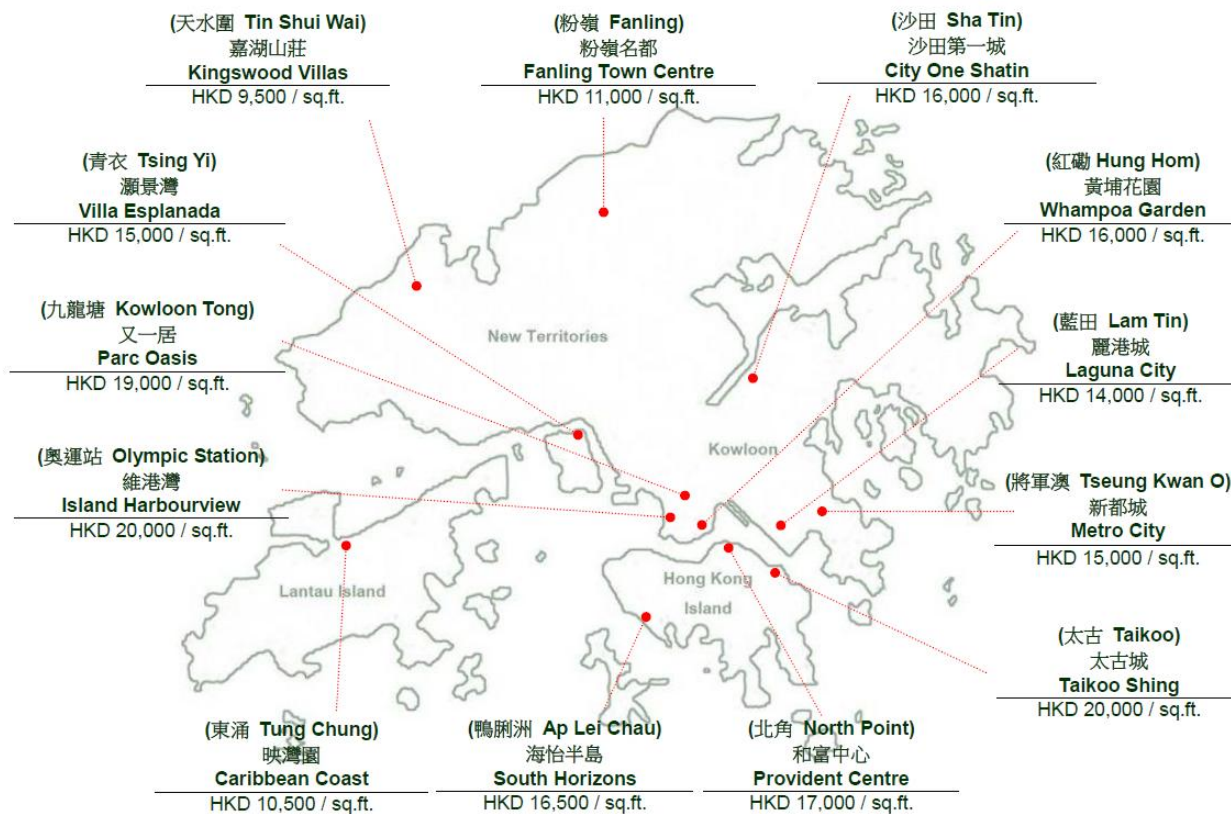 (天水圍 Tin Shui Wai)
嘉湖山莊
Kingswood Villas
HKD 9,500 / sq.ft.
(粉嶺 Fanling)
粉嶺名都
Fanling Town Centre
HKD 11,000 / sq.ft.
(沙田 Sha Tin)
沙田第一城
City One Shatin
HKD 16,000 / sq.ft.
(青衣 Tsing Yi)
灝景灣
Villa Esplanada
HKD 15,000 / sq.ft.
(紅磡 Hung Hom)
黃埔花園
Whampoa Garden
HKD 16,000 / sq.ft.
(九龍塘 Kowloon Tong)
又一居
Parc Oasis
HKD 19,000 / sq.ft.
New Territories
(藍田 Lam Tin)
麗港城
Laguna City
HKD 14,000 / sq.ft.
(奧運站 Olympic Station)
維港灣
Island Harbourview
HKD 20,000 / sq.ft.
Kowloon
(將軍澳 Tseung Kwan O)
新都城
Metro City
HKD 15,000 / sq.ft.
Lantau Island
Hong Kong
Island
(太古 Taikoo)
太古城
Taikoo Shing
HKD 20,000 / sq.ft.
(東涌 Tung Chung)
映灣園
Caribbean Coast
HKD 10,500 / sq.ft.
(鴨脷洲 Ap Lei Chau)
海怡半島
South Horizons
HKD 16,500 / sq.ft.
(北角 North Point)
和富中心
Provident Centre
HKD 17,000 / sq.ft.